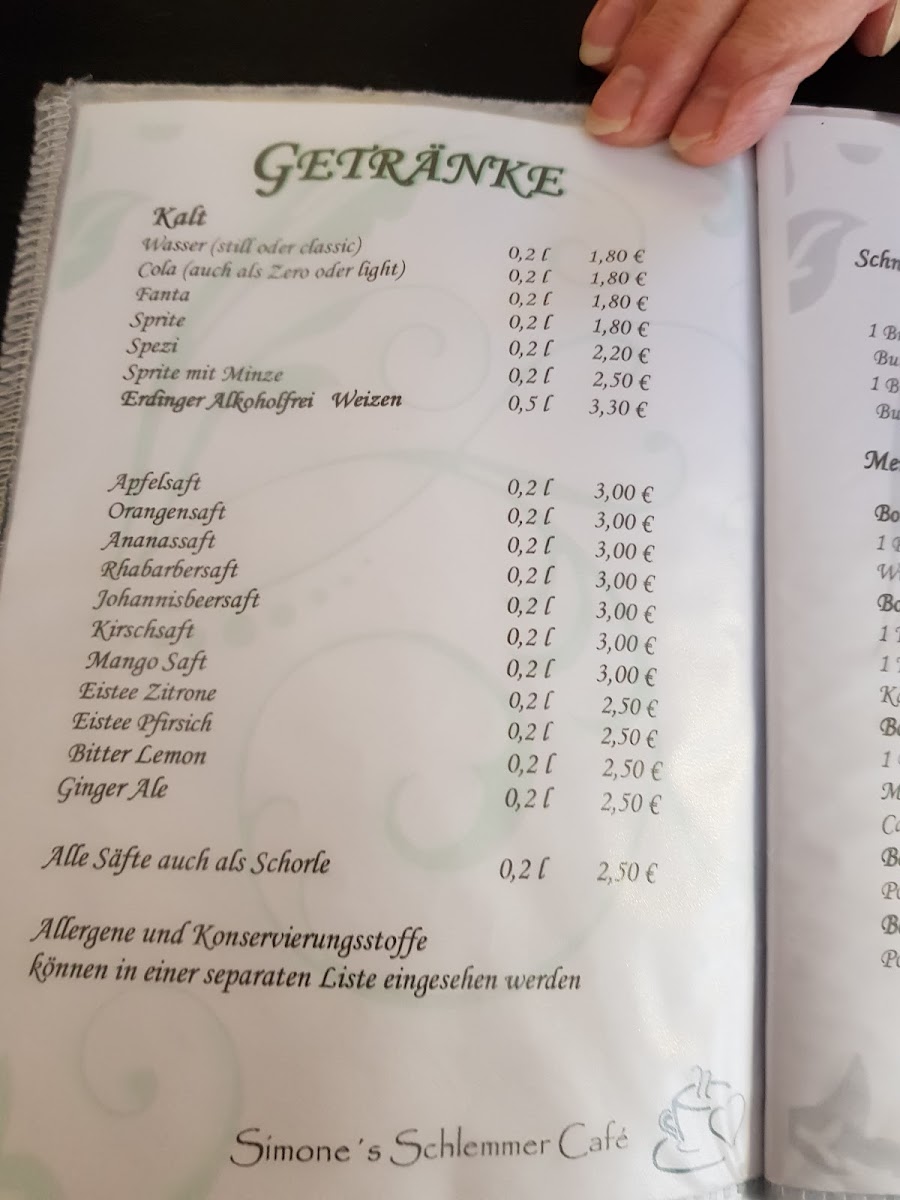 GETRÄNKE
Kalt
Wasser (still oder classic) 0,2 l 1,80 €
Cola (auch als Zero oder light) 0,2 l 1,80 €
Fanta 0,2 l 1,80 €
Sprite 0,2 l 1,80 €
Spezi 0,2 l 2,20 €
Sprite mit Minze 0,2 l 2,50 €
Erdinger Alkoholfrei Weizen 0,5 l 3,30 €
Apfelsaft 0,2 l 3,00 €
Orangensaft 0,2 l 3,00 €
Ananassaft 0,2 l 3,00 €
Rhabarbersaft 0,2 l 3,00 €
Johannisbeersaft 0,2 l 3,00 €
Kirschsaft 0,2 l 3,00 €
Mango Saft 0,2 l 3,00 €
Eistee Zitrone 0,2 l 2,50 €
Eistee Pfirsich 0,2 l 2,50 €
Bitter Lemon 0,2 l 2,50 €
Ginger Ale 0,2 l 2,50 €
Alle Säfte auch als Schorle 0,2 l 2,50 €
Allergene und Konservierungsstoffe
können in einer separaten Liste eingesehen werden
Simone´s Schlemmer Café
1
1
1
1
1
1